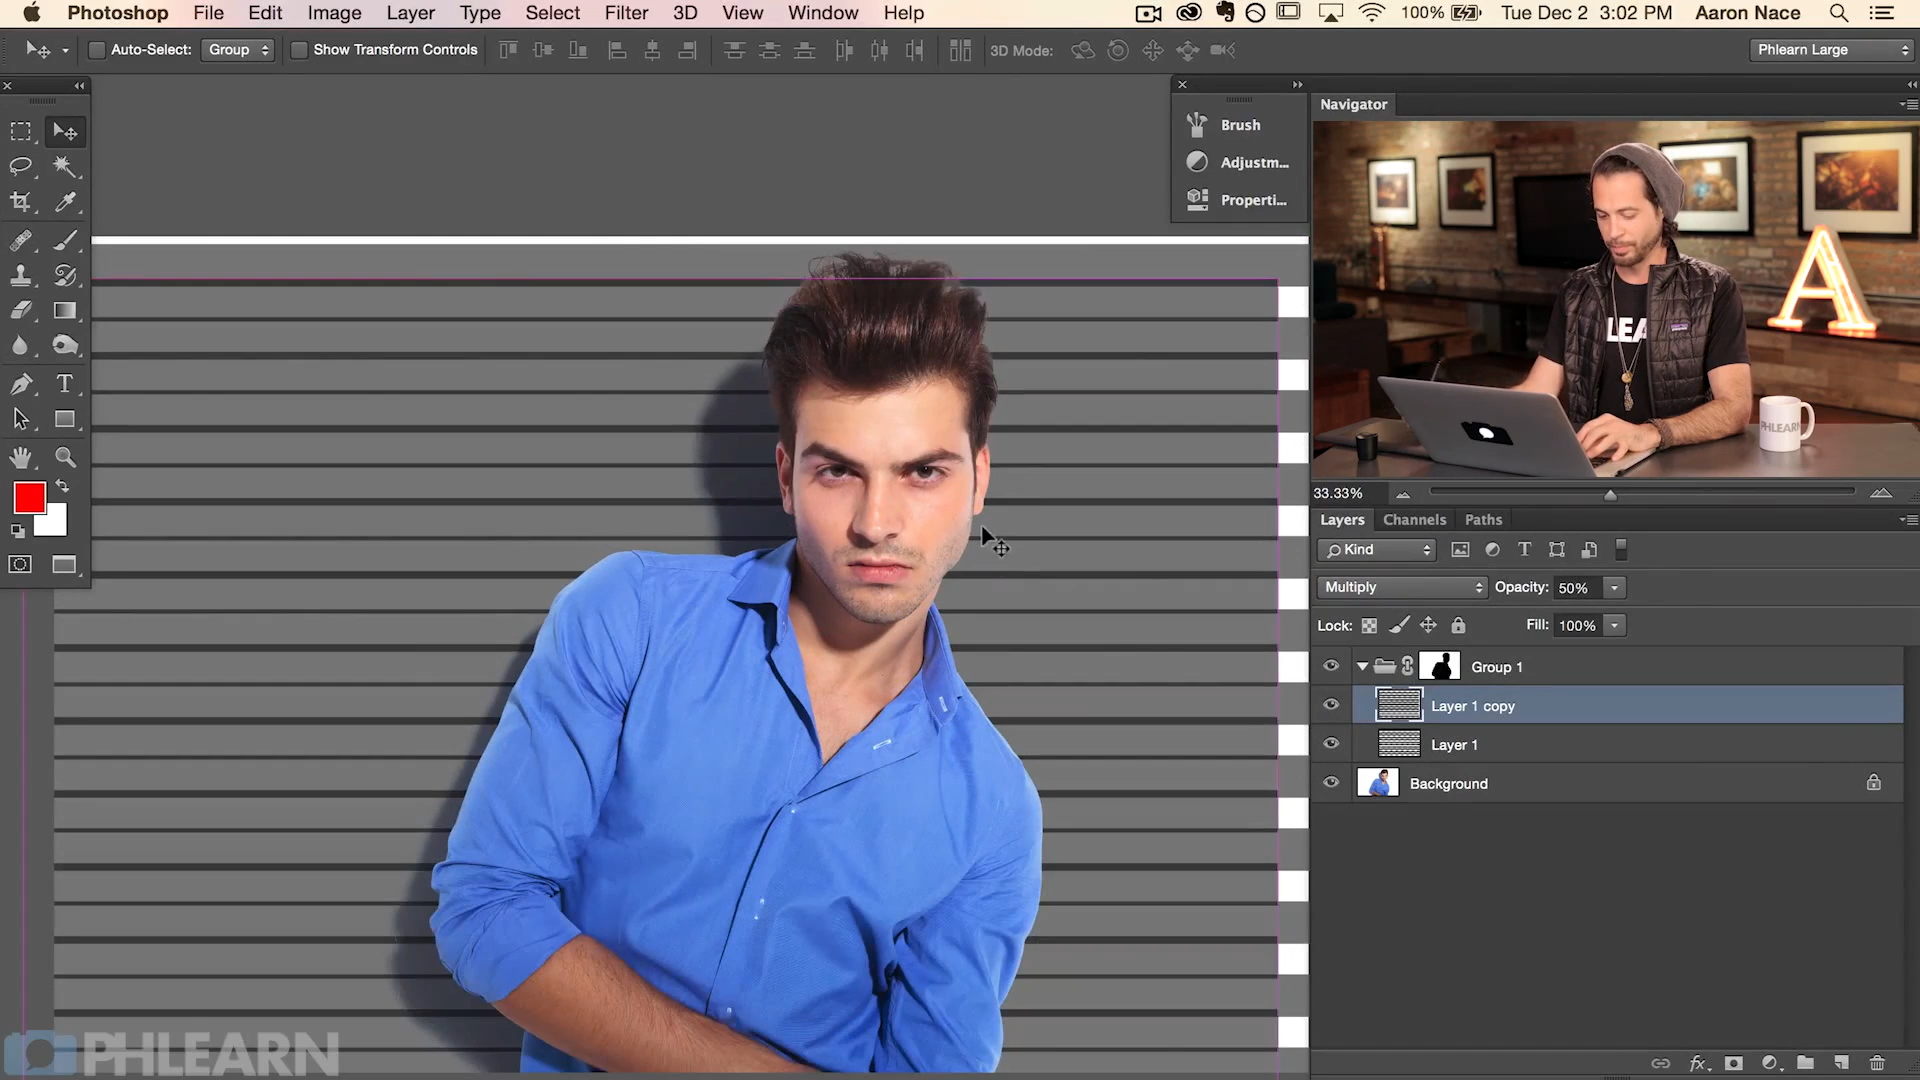 Photoshop File Edit Image Layer Type Select Filter 3D View Window Help 100% Tue Dec 2 3:02 PM Aaron Nace
Auto-Select: Group Show Transform Controls 3D Mode: Phlearn Large
Navigator
Brush
Adjustm...
Properti...
A
PHLEARN
33.33%
Layers Channels Paths
Kind
Multiply Opacity: 50%
Lock: Fill: 100%
Group 1
Layer 1 copy
Layer 1
Background
fx
T
PHLEARN